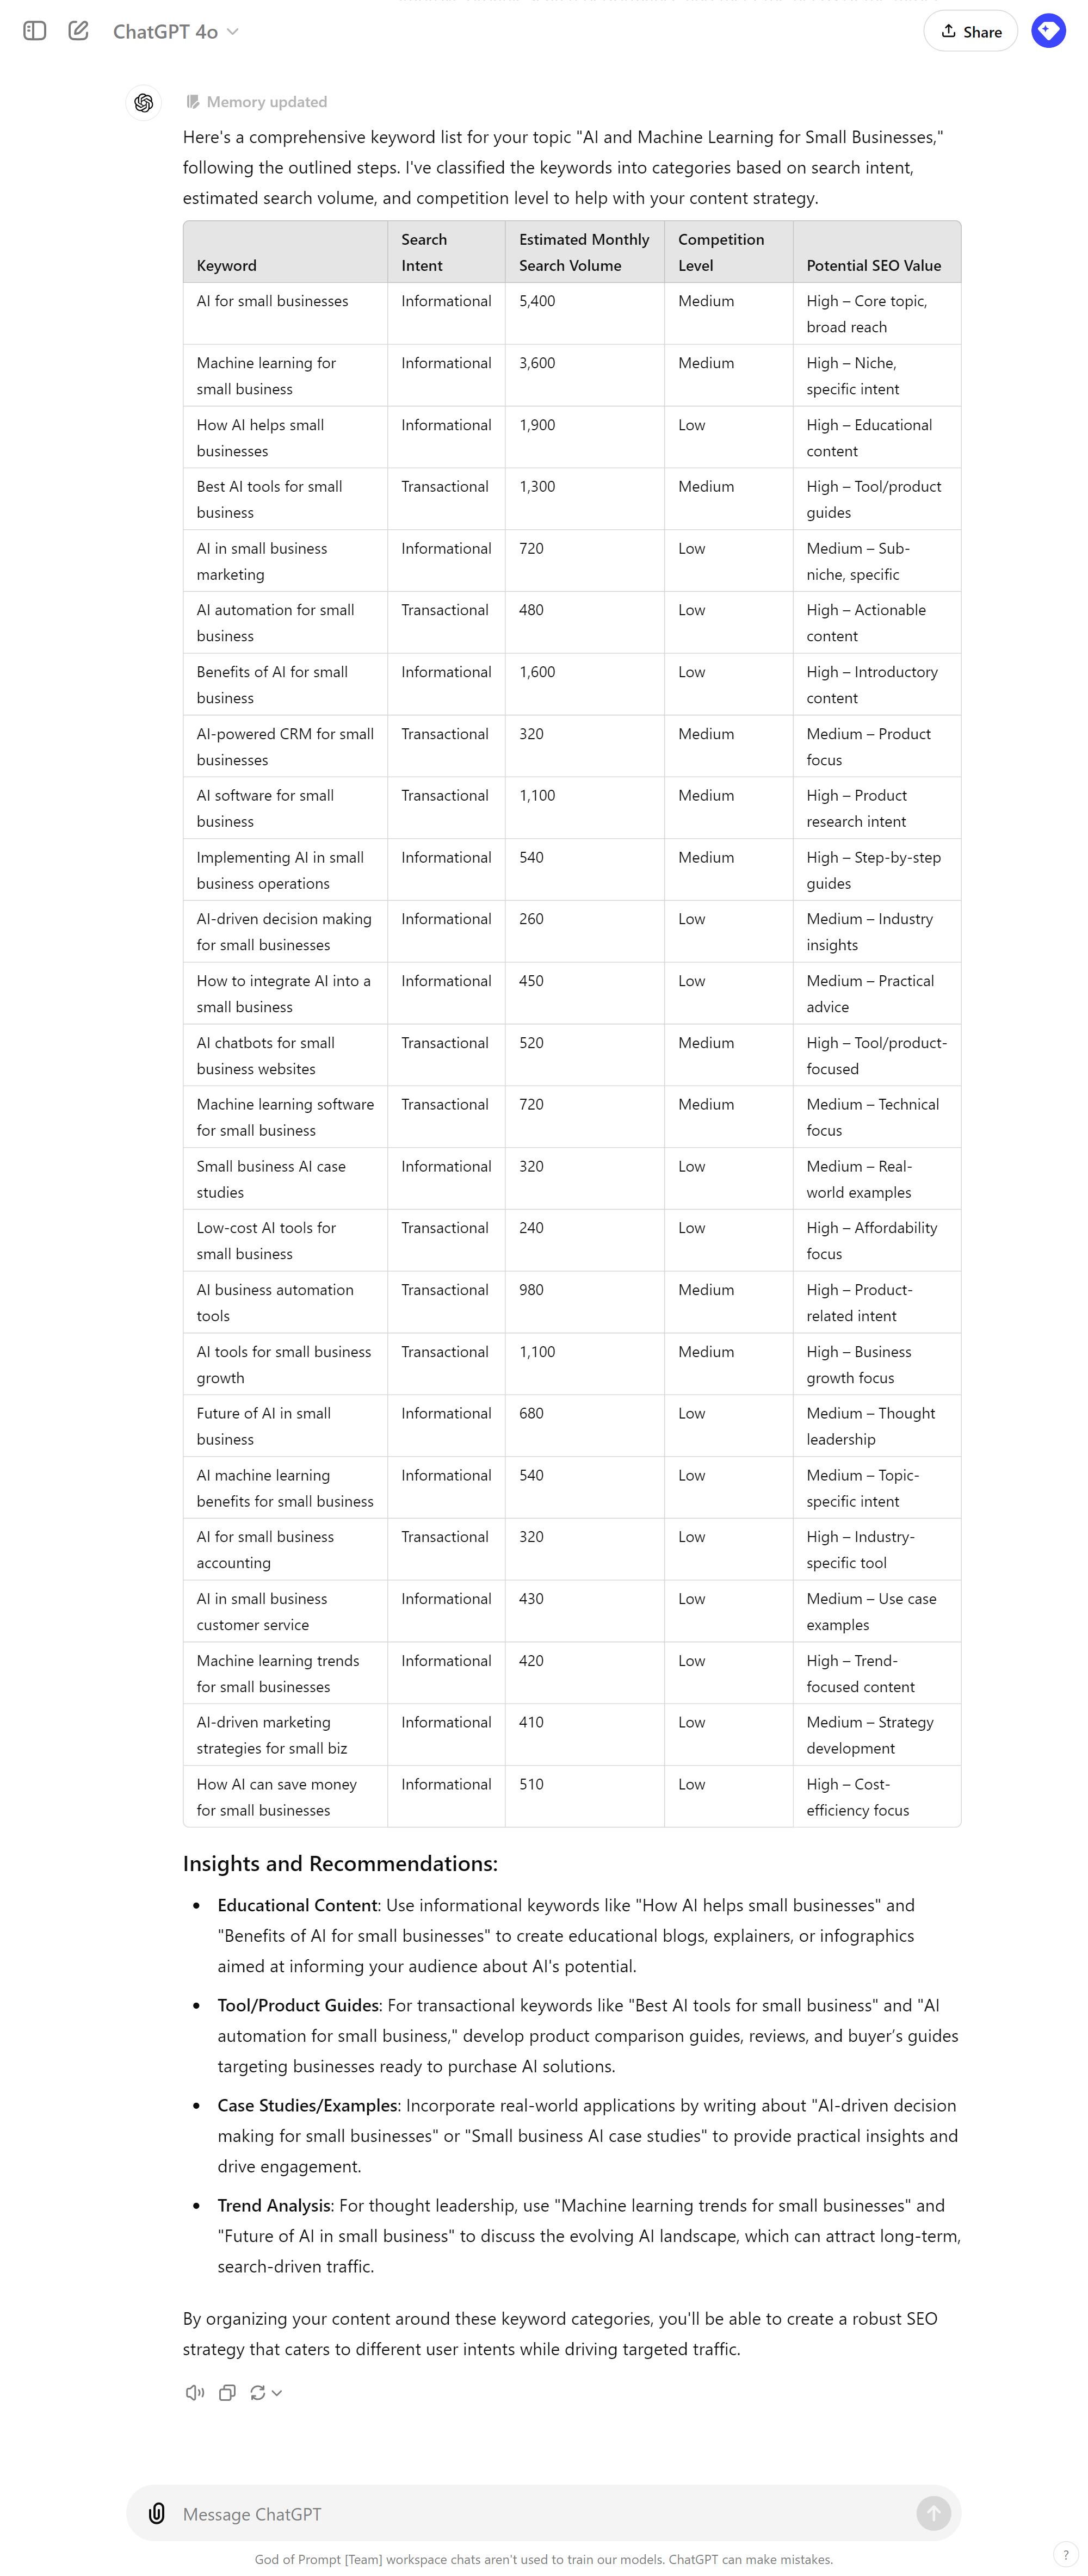 ChatGPT 4o
Share
Memory updated
Here's a comprehensive keyword list for your topic "AI and Machine Learning for Small Businesses,"
following the outlined steps. I've classified the keywords into categories based on search intent,
estimated search volume, and competition level to help with your content strategy.
Keyword | Search Intent | Estimated Monthly Search Volume | Competition Level | Potential SEO Value
AI for small businesses | Informational | 5,400 | Medium | High – Core topic, broad reach
Machine learning for small business | Informational | 3,600 | Medium | High – Niche, specific intent
How AI helps small businesses | Informational | 1,900 | Low | High – Educational content
Best AI tools for small business | Transactional | 1,300 | Medium | High – Tool/product guides
AI in small business marketing | Informational | 720 | Low | Medium – Sub-niche, specific
AI automation for small business | Transactional | 480 | Low | High – Actionable content
Benefits of AI for small business | Informational | 1,600 | Low | High – Introductory content
AI-powered CRM for small businesses | Transactional | 320 | Medium | Medium – Product focus
AI software for small business | Transactional | 1,100 | Medium | High – Product research intent
Implementing AI in small business operations | Informational | 540 | Medium | High – Step-by-step guides
AI-driven decision making for small businesses | Informational | 260 | Low | Medium – Industry insights
How to integrate AI into a small business | Informational | 450 | Low | Medium – Practical advice
AI chatbots for small business websites | Transactional | 520 | Medium | High – Tool/product-focused
Machine learning software for small business | Transactional | 720 | Medium | Medium – Technical focus
Small business AI case studies | Informational | 320 | Low | Medium – Real-world examples
Low-cost AI tools for small business | Transactional | 240 | Low | High – Affordability focus
AI business automation tools | Transactional | 980 | Medium | High – Product-related intent
AI tools for small business growth | Transactional | 1,100 | Medium | High – Business growth focus
Future of AI in small business | Informational | 680 | Low | Medium – Thought leadership
AI machine learning benefits for small business | Informational | 540 | Low | Medium – Topic-specific intent
AI for small business accounting | Transactional | 320 | Low | High – Industry-specific tool
AI in small business customer service | Informational | 430 | Low | Medium – Use case examples
Machine learning trends for small businesses | Informational | 420 | Low | High – Trend-focused content
AI-driven marketing strategies for small biz | Informational | 410 | Low | Medium – Strategy development
How AI can save money for small businesses | Informational | 510 | Low | High – Cost-efficiency focus
Insights and Recommendations:
• Educational Content: Use informational keywords like "How AI helps small businesses" and
"Benefits of AI for small businesses" to create educational blogs, explainers, or infographics
aimed at informing your audience about AI's potential.
• Tool/Product Guides: For transactional keywords like "Best AI tools for small business" and "AI
automation for small business," develop product comparison guides, reviews, and buyer's guides
targeting businesses ready to purchase AI solutions.
• Case Studies/Examples: Incorporate real-world applications by writing about "AI-driven decision
making for small businesses" or "Small business AI case studies" to provide practical insights and
drive engagement.
• Trend Analysis: For thought leadership, use "Machine learning trends for small businesses" and
"Future of AI in small business" to discuss the evolving AI landscape, which can attract long-term,
search-driven traffic.
By organizing your content around these keyword categories, you'll be able to create a robust SEO
strategy that caters to different user intents while driving targeted traffic.
Message ChatGPT
God of Prompt [Team] workspace chats aren't used to train our models. ChatGPT can make mistakes.
?